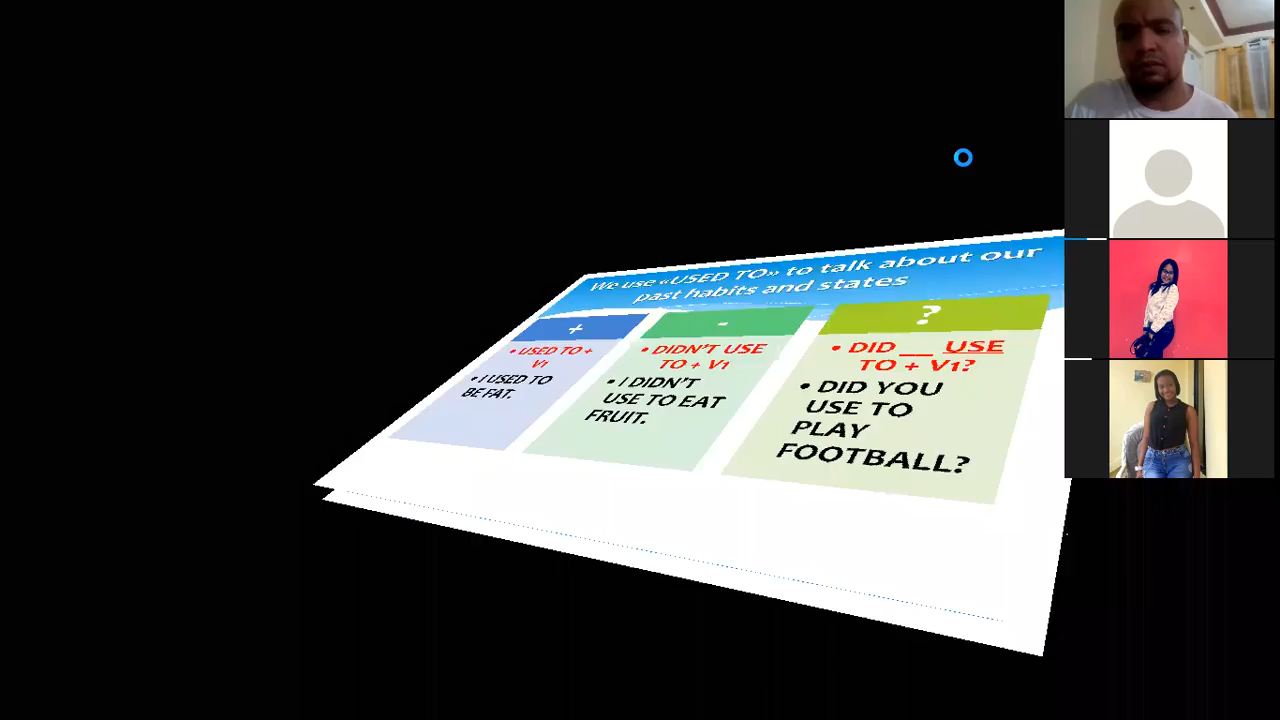 We use «USED TO» to talk about our
past habits and states
+
• USED TO +
V1
• I USED TO
BE FAT.
-
• DIDN'T USE
TO + V1
• I DIDN'T
USE TO EAT
FRUIT.
?
• DID __ USE
TO + V1?
• DID YOU
USE TO
PLAY
FOOTBALL?